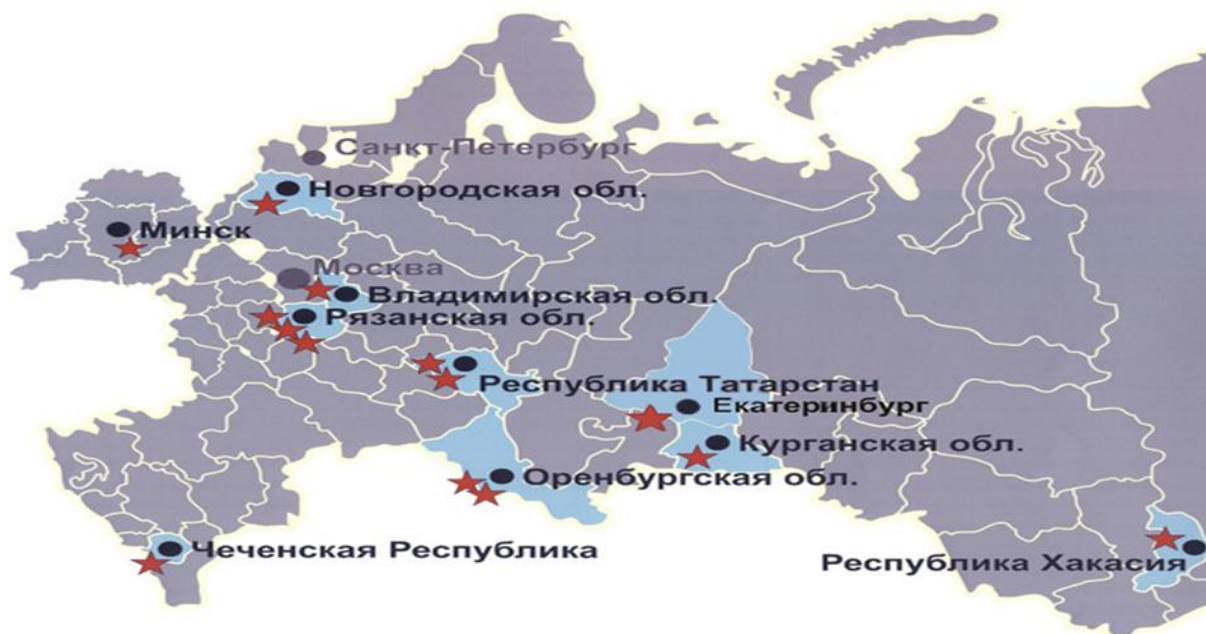 Санкт-Петербург
Новгородская обл.
Минск
Москва
Владимирская обл.
Рязанская обл.
Республика Татарстан
Екатеринбург
Курганская обл.
Оренбургская обл.
Чеченская Республика
Республика Хакасия